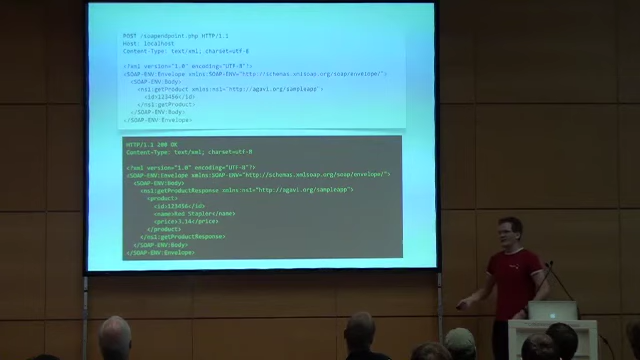 POST /soapendpoint.php HTTP/1.1
Host: localhost
Content-Type: text/xml; charset=utf-8
<?xml version="1.0" encoding="UTF-8"?>
<SOAP-ENV:Envelope xmlns:SOAP-ENV="http://schemas.xmlsoap.org/soap/envelope/">
<SOAP-ENV:Body>
<ns1:getProduct xmlns:ns1="http://agavi.org/sampleapp">
<id>123456</id>
</ns1:getProduct>
</SOAP-ENV:Body>
</SOAP-ENV:Envelope>
HTTP/1.1 200 OK
Content-Type: text/xml; charset=utf-8
<?xml version="1.0" encoding="UTF-8"?>
<SOAP-ENV:Envelope xmlns:SOAP-ENV="http://schemas.xmlsoap.org/soap/envelope/">
<SOAP-ENV:Body>
<ns1:getProductResponse xmlns:ns1="http://agavi.org/sampleapp">
<product>
<id>123456</id>
<name>Red Stapler</name>
<price>3.14</price>
</product>
</ns1:getProductResponse>
</SOAP-ENV:Body>
</SOAP-ENV:Envelope>